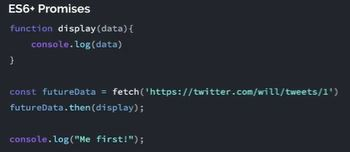 ES6+ Promises
function display(data){
console.log(data)
}
const futureData = fetch('https://twitter.com/will/tweets/1')
futureData.then(display);
console.log("Me first!");